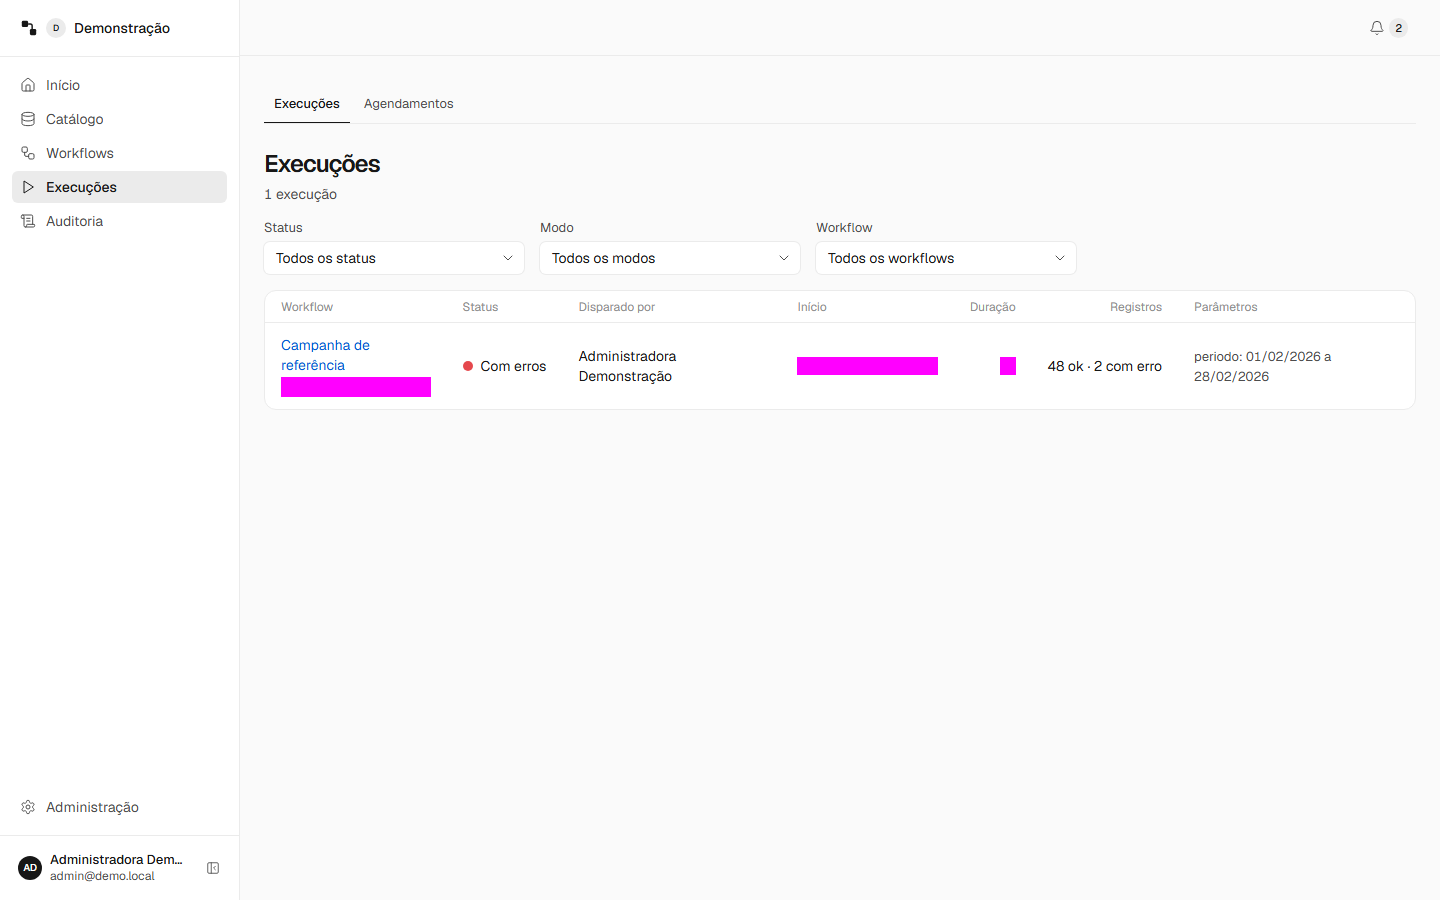 D Demonstração
2
Início
Catálogo
Workflows
Execuções
Auditoria
Administração
AD
Administradora Dem...
admin@demo.local
Execuções Agendamentos
Execuções
1 execução
Status Modo Workflow
Todos os status Todos os modos Todos os workflows
Workflow Status Disparado por Início Duração Registros Parâmetros
Campanha de
referência
Com erros
Administradora
Demonstração
48 ok · 2 com erro
periodo: 01/02/2026 a
28/02/2026